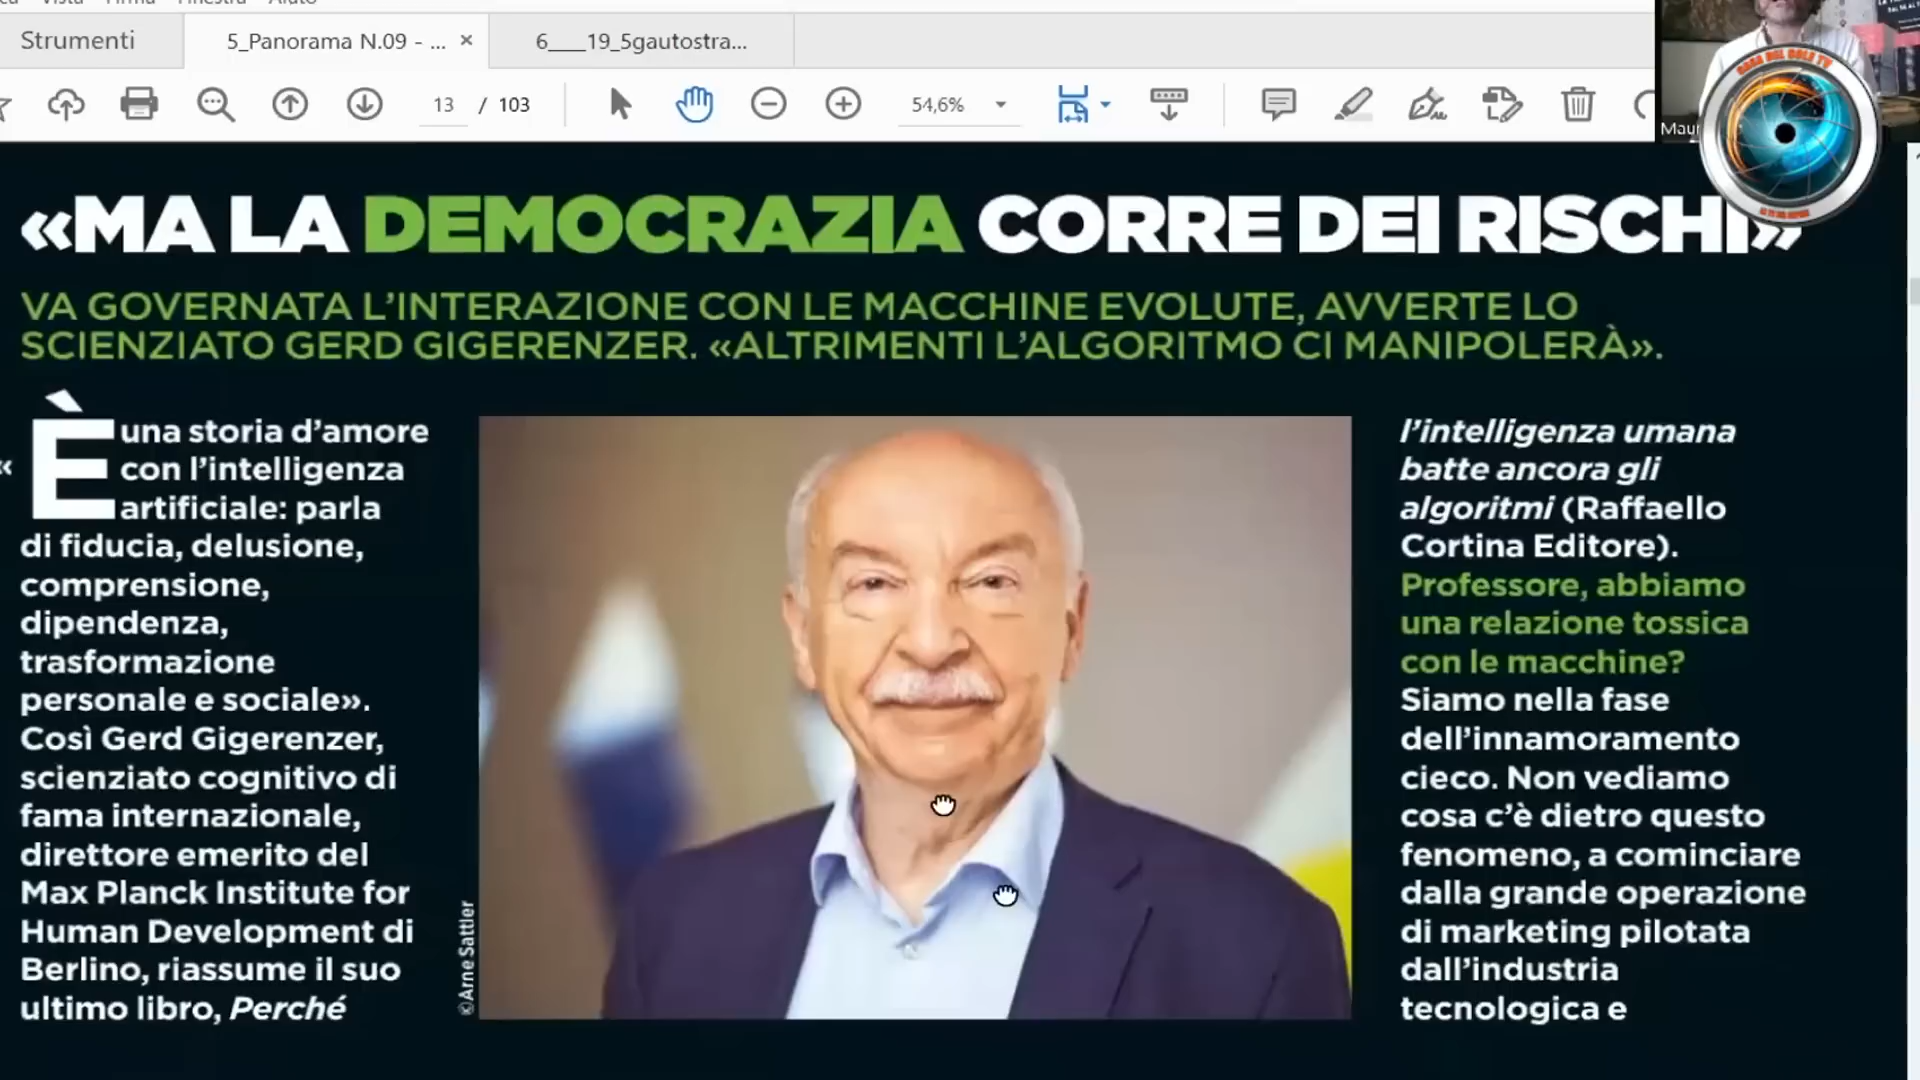 Strumenti
5_Panorama N.09 - ...
6___19_5gautostra...
13 / 103
54,6%
CASA DEL SOLE TV
«MA LA DEMOCRAZIA CORRE DEI RISCHI»
VA GOVERNATA L'INTERAZIONE CON LE MACCHINE EVOLUTE, AVVERTE LO
SCIENZIATO GERD GIGERENZER. «ALTRIMENTI L'ALGORITMO CI MANIPOLERÀ».
«È una storia d'amore
con l'intelligenza
artificiale: parla
di fiducia, delusione,
comprensione,
dipendenza,
trasformazione
personale e sociale».
Così Gerd Gigerenzer,
scienziato cognitivo di
fama internazionale,
direttore emerito del
Max Planck Institute for
Human Development di
Berlino, riassume il suo
ultimo libro, Perché
©Arne Sattler
l'intelligenza umana
batte ancora gli
algoritmi (Raffaello
Cortina Editore).
Professore, abbiamo
una relazione tossica
con le macchine?
Siamo nella fase
dell'innamoramento
cieco. Non vediamo
cosa c'è dietro questo
fenomeno, a cominciare
dalla grande operazione
di marketing pilotata
dall'industria
tecnologica e